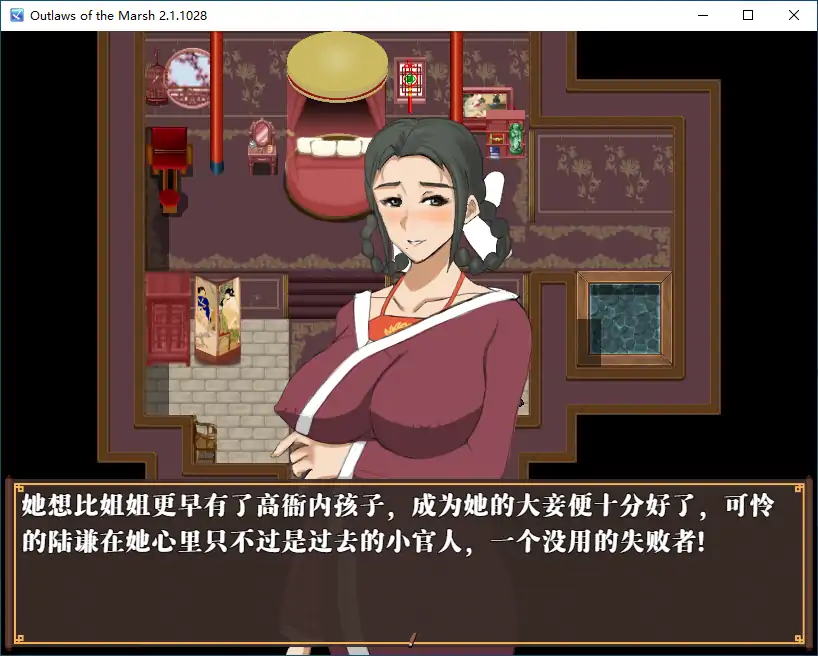 Outlaws of the Marsh 2.1.1028
她想比姐姐更早有了高衙内孩子，成为她的大妾便十分好了，可怜
的陆谦在她心里只不过是过去的小官人，一个没用的失败者!